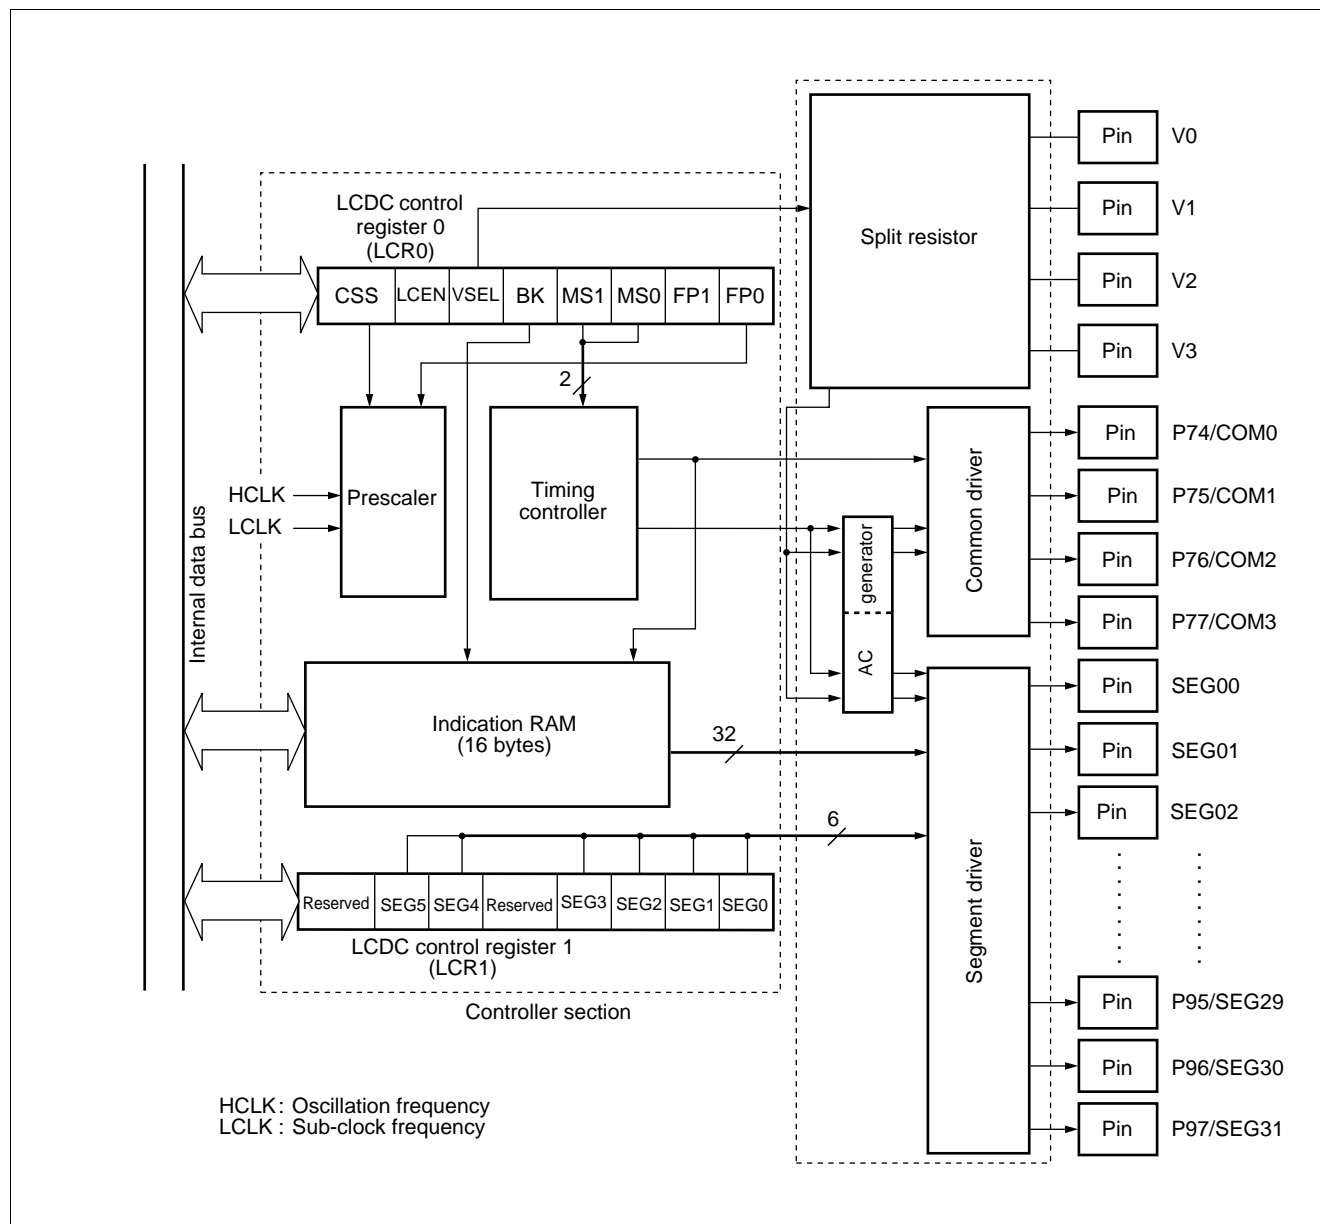 LCDC control
register 0
(LCR0)
CSS LCEN VSEL BK MS1 MS0 FP1 FP0
2
HCLK
LCLK
Prescaler
Timing
controller
Internal data bus
Indication RAM
(16 bytes)
32
6
Reserved SEG5 SEG4 Reserved SEG3 SEG2 SEG1 SEG0
LCDC control register 1
(LCR1)
Controller section
HCLK : Oscillation frequency
LCLK : Sub-clock frequency
Split resistor
AC generator
Common driver
Segment driver
Pin V0
Pin V1
Pin V2
Pin V3
Pin P74/COM0
Pin P75/COM1
Pin P76/COM2
Pin P77/COM3
Pin SEG00
Pin SEG01
Pin SEG02
Pin P95/SEG29
Pin P96/SEG30
Pin P97/SEG31